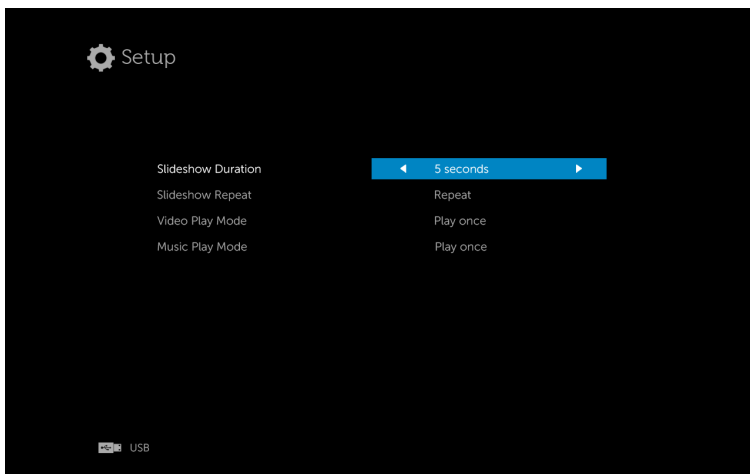 Setup
Slideshow Duration 5 seconds
Slideshow Repeat Repeat
Video Play Mode Play once
Music Play Mode Play once
USB